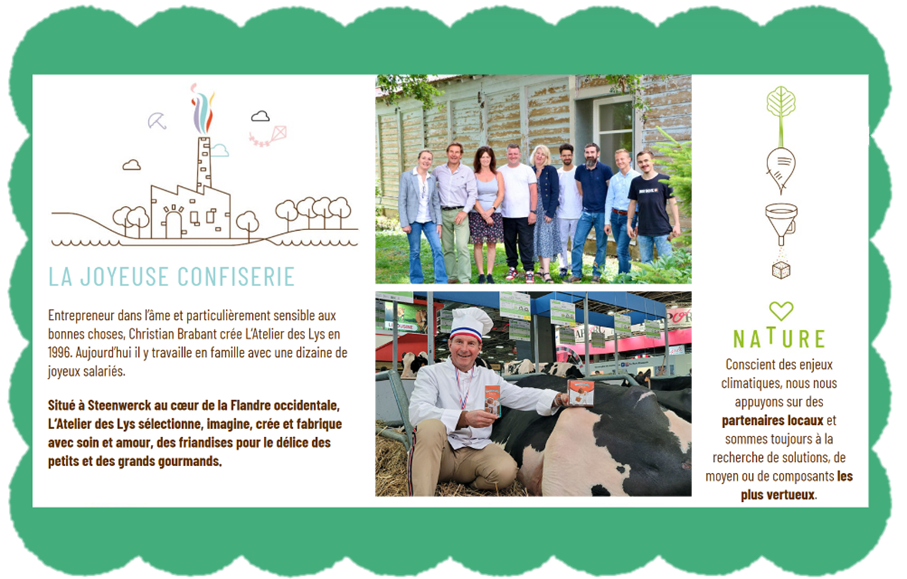 LA JOYEUSE CONFISERIE
Entrepreneur dans l'âme et particulièrement sensible aux
bonnes choses, Christian Brabant crée L'Atelier des Lys en
1996. Aujourd'hui il y travaille en famille avec une dizaine de
joyeux salariés.
Situé à Steenwerck au cœur de la Flandre occidentale,
L'Atelier des Lys sélectionne, imagine, crée et fabrique
avec soin et amour, des friandises pour le délice des
petits et des grands gourmands.
NATURE
Conscient des enjeux
climatiques, nous nous
appuyons sur des
partenaires locaux et
sommes toujours à la
recherche de solutions, de
moyen ou de composants les
plus vertueux.